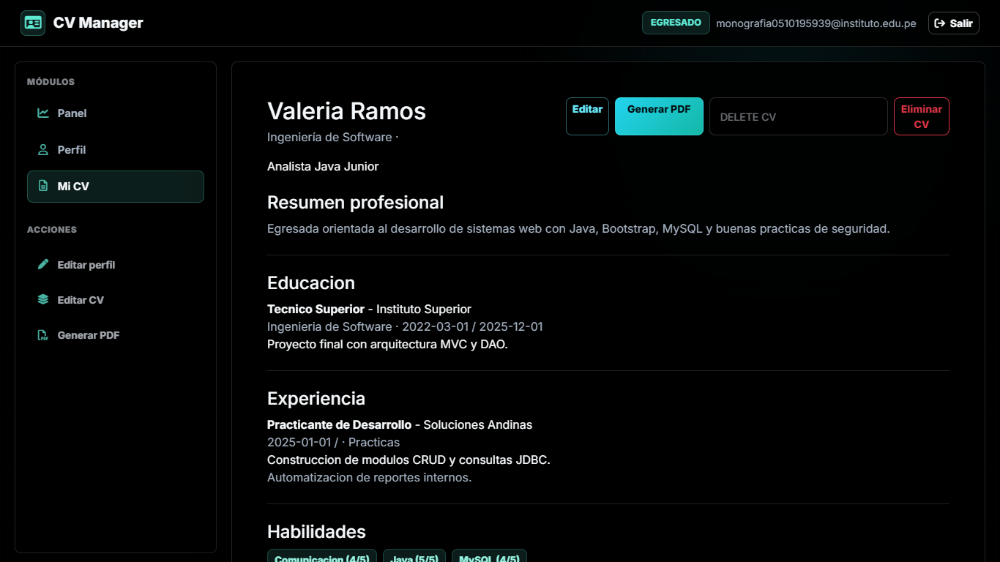 CV Manager
EGRESADO
monografia0510195939@instituto.edu.pe
Salir
MÓDULOS
Panel
Perfil
Mi CV
ACCIONES
Editar perfil
Editar CV
Generar PDF
Valeria Ramos
Ingeniería de Software ·
Analista Java Junior
Editar
Generar PDF
DELETE CV
Eliminar
CV
Resumen profesional
Egresada orientada al desarrollo de sistemas web con Java, Bootstrap, MySQL y buenas practicas de seguridad.
Educacion
Tecnico Superior - Instituto Superior
Ingenieria de Software · 2022-03-01 / 2025-12-01
Proyecto final con arquitectura MVC y DAO.
Experiencia
Practicante de Desarrollo - Soluciones Andinas
2025-01-01 / · Practicas
Construccion de modulos CRUD y consultas JDBC.
Automatizacion de reportes internos.
Habilidades
Comunicacion (4/5)
Java (5/5)
MySQL (4/5)